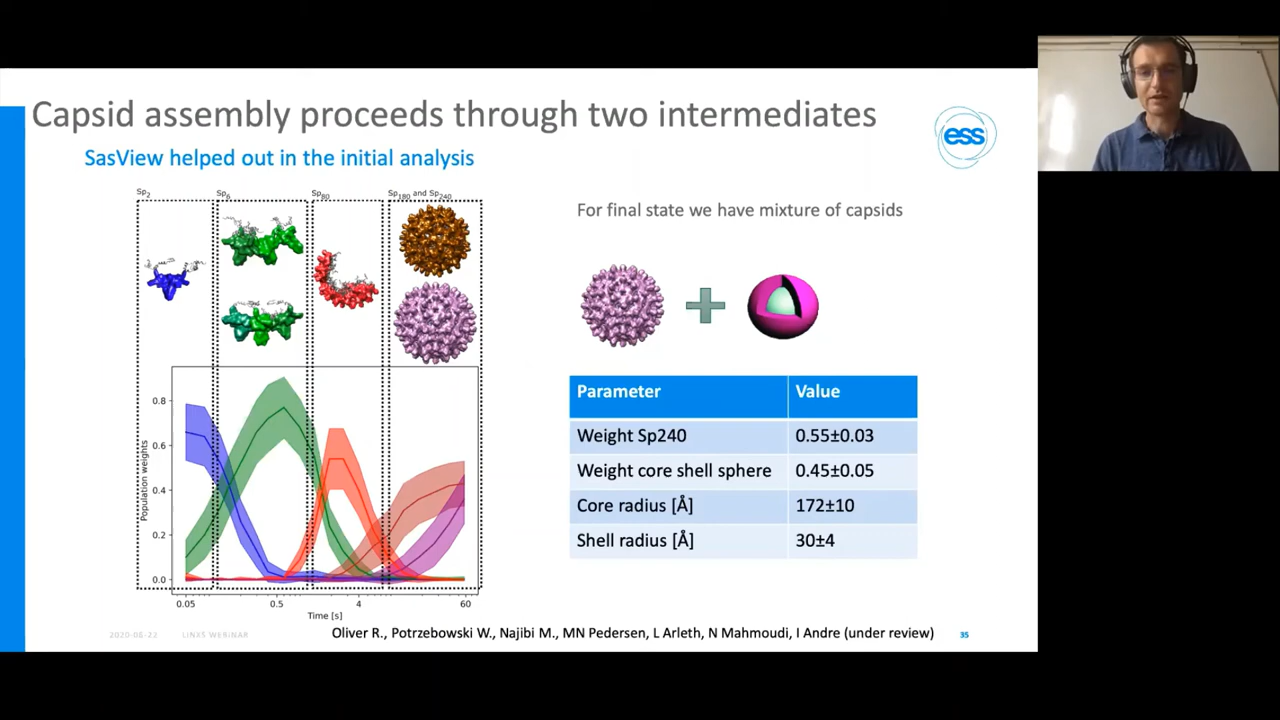 Capsid assembly proceeds through two intermediates
ess
SasView helped out in the initial analysis
Sp2
Sp6
Sp80
Sp180 and Sp240
For final state we have mixture of capsids
Parameter Value
Weight Sp240 0.55±0.03
Weight core shell sphere 0.45±0.05
Core radius [Å] 172±10
Shell radius [Å] 30±4
Population weights
0.8
0.6
0.4
0.2
0.0
0.05 0.5 4 60
Time [s]
2020-08-22 LINXS WEBINAR
Oliver R., Potrzebowski W., Najibi M., MN Pedersen, L Arleth, N Mahmoudi, I Andre (under review)
35